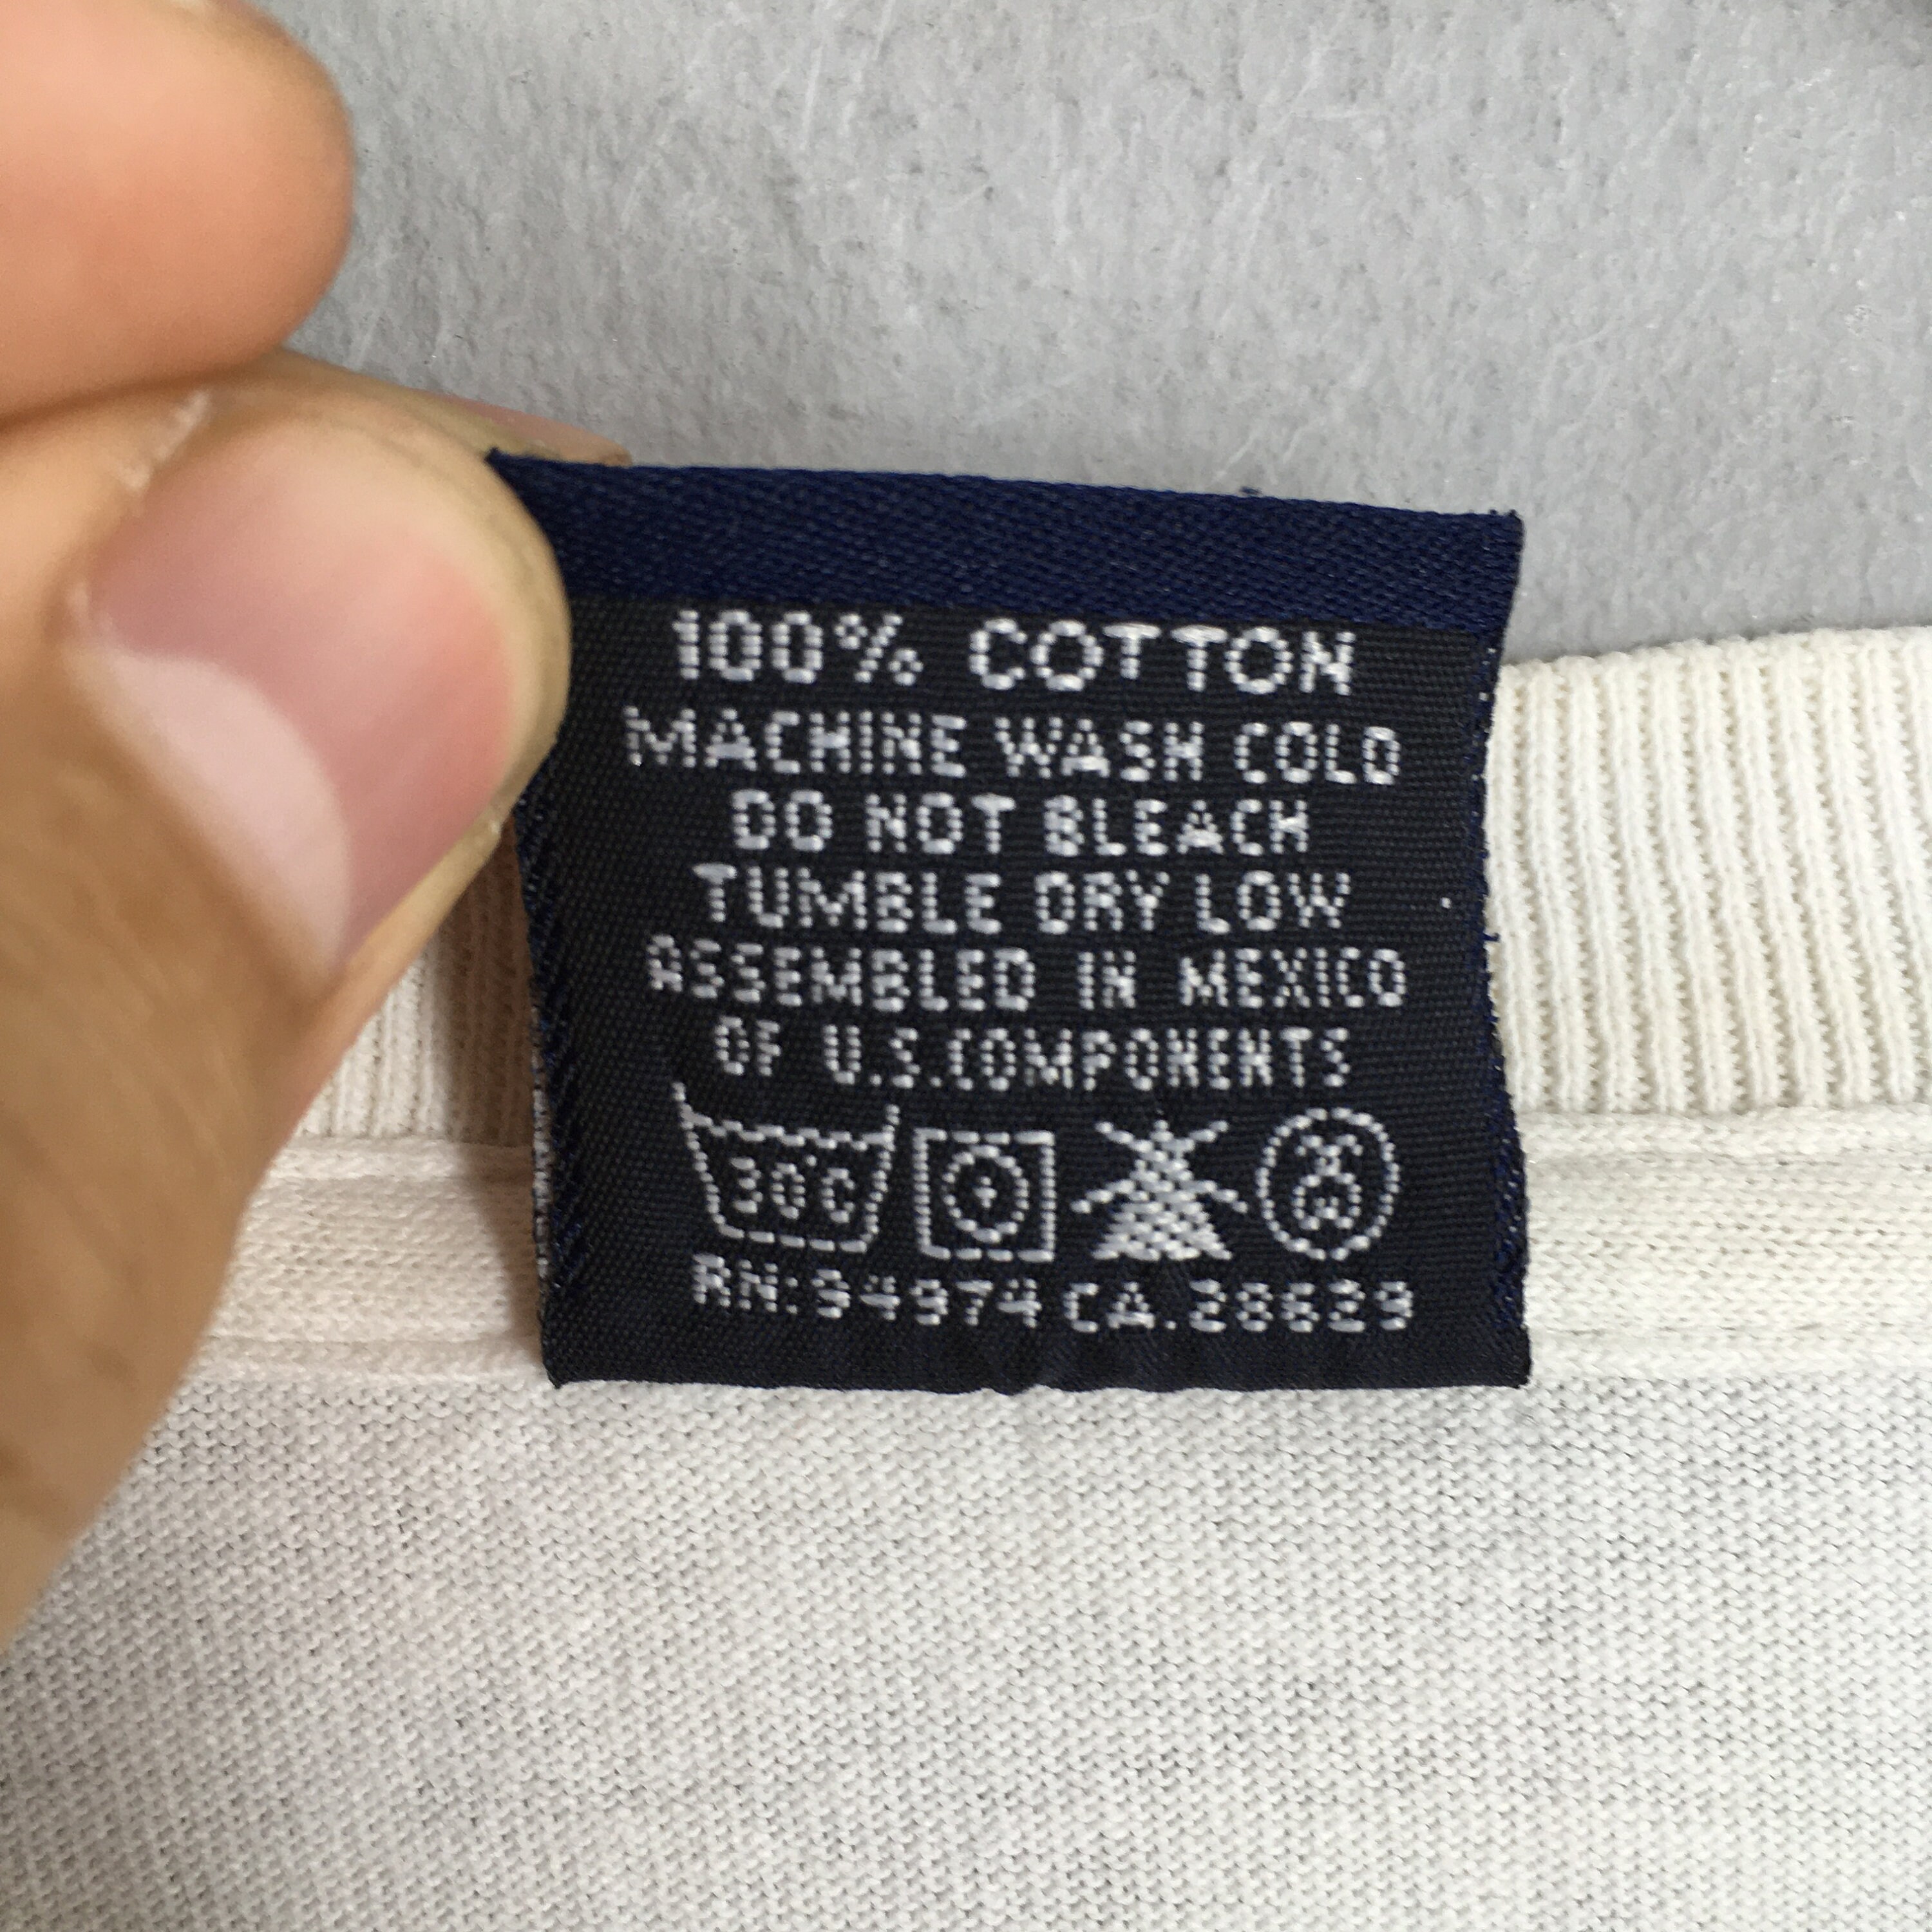 100% COTTON
MACHINE WASH COLD
DO NOT BLEACH
TUMBLE DRY LOW
ASSEMBLED IN MEXICO
OF U.S.COMPONENTS
30°C
RN:94974 CA.28629